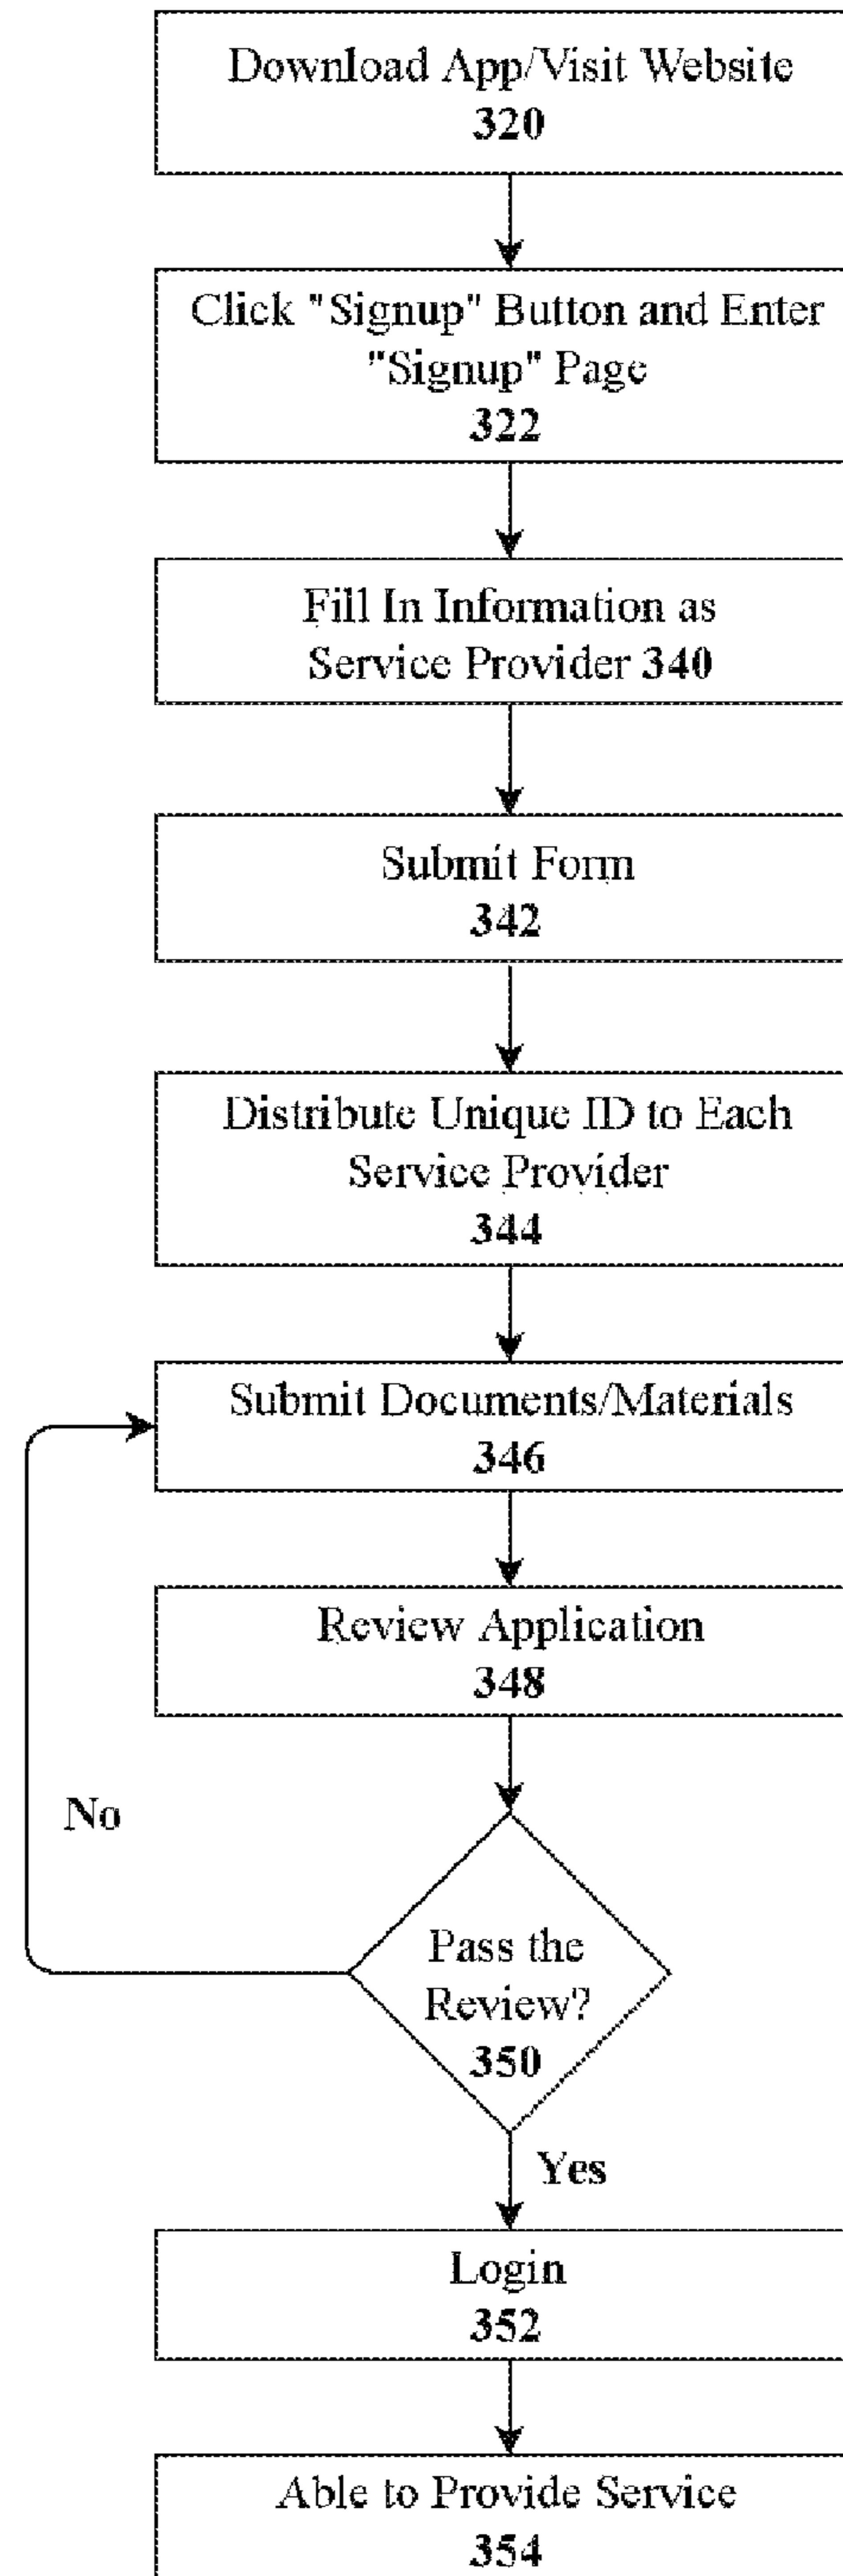 Download App/Visit Website
320
Click "Signup" Button and Enter
"Signup" Page
322
Fill In Information as
Service Provider 340
Submit Form
342
Distribute Unique ID to Each
Service Provider
344
Submit Documents/Materials
346
Review Application
348
No
Pass the
Review?
350
Yes
Login
352
Able to Provide Service
354